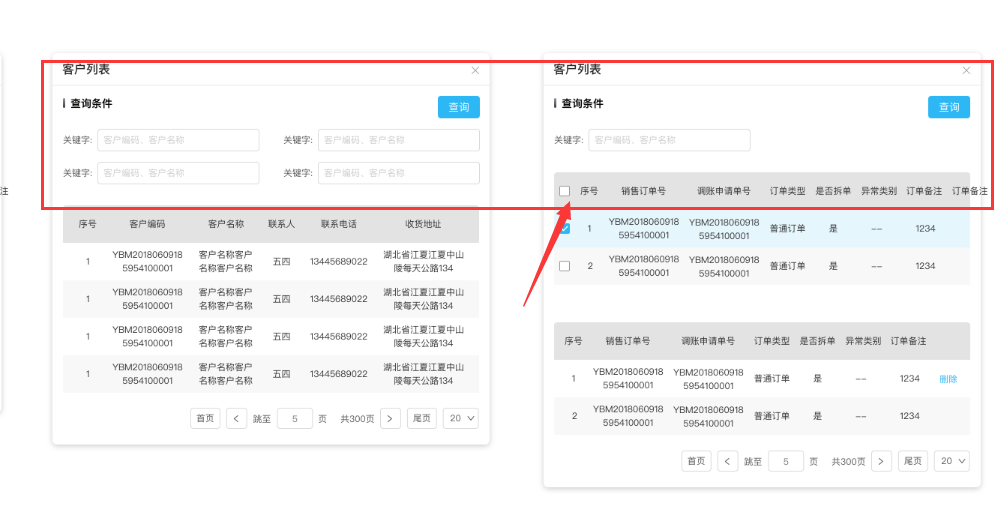 客户列表
查询条件
查询
关键字: 客户编码、客户名称
关键字: 客户编码、客户名称
关键字: 客户编码、客户名称
关键字: 客户编码、客户名称
注
序号 客户编码 客户名称 联系人 联系电话 收货地址
1 YBM2018060918 5954100001 客户名称客户 名称客户名称 五四 13445689022 湖北省江夏江夏中山 陵每天公路134
1 YBM2018060918 5954100001 客户名称客户 名称客户名称 五四 13445689022 湖北省江夏江夏中山 陵每天公路134
1 YBM2018060918 5954100001 客户名称客户 名称客户名称 五四 13445689022 湖北省江夏江夏中山 陵每天公路134
1 YBM2018060918 5954100001 客户名称客户 名称客户名称 五四 13445689022 湖北省江夏江夏中山 陵每天公路134
首页 < 跳至 5 页 共300页 > 尾页 20
客户列表
查询条件
查询
关键字: 客户编码、客户名称
序号 销售订单号 调账申请单号 订单类型 是否拆单 异常类别 订单备注 订单备注
1 YBM2018060918 5954100001 YBM2018060918 5954100001 普通订单 是 -- 1234
2 YBM2018060918 5954100001 YBM2018060918 5954100001 普通订单 是 -- 1234
序号 销售订单号 调账申请单号 订单类型 是否拆单 异常类别 订单备注
1 YBM2018060918 5954100001 YBM2018060918 5954100001 普通订单 是 -- 1234 删除
2 YBM2018060918 5954100001 YBM2018060918 5954100001 普通订单 是 -- 1234
首页 < 跳至 5 页 共300页 > 尾页 20